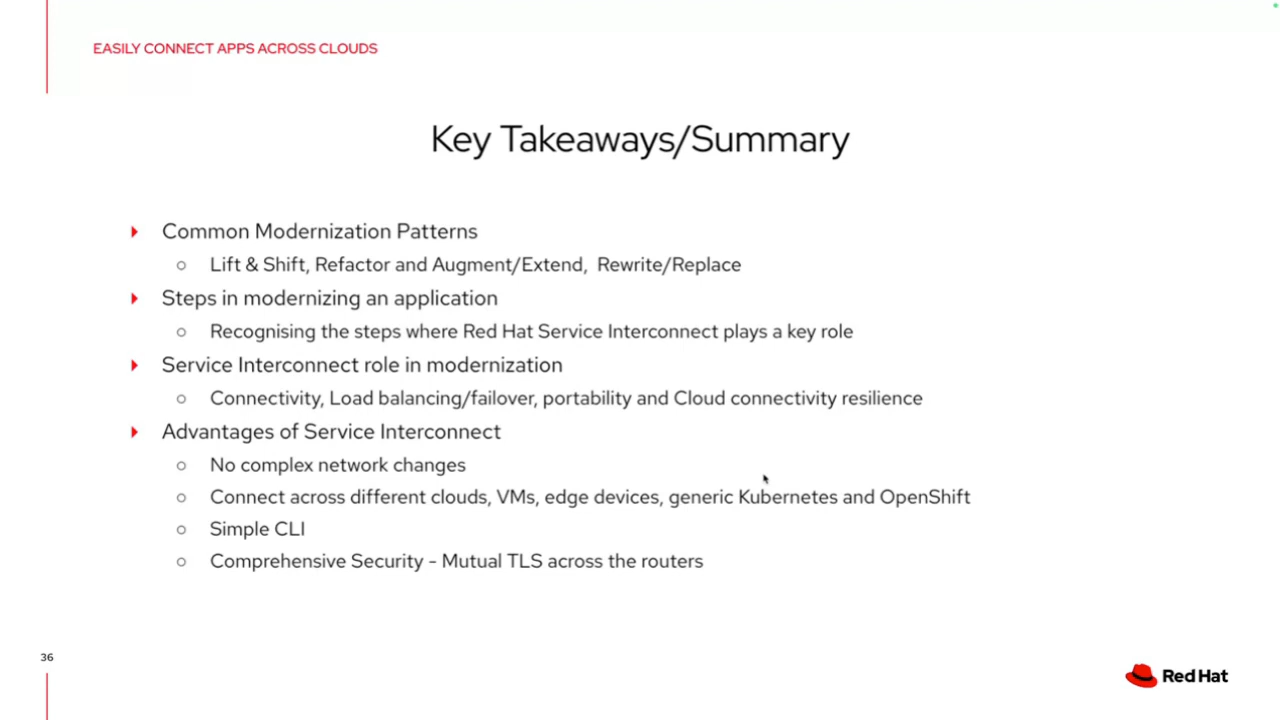 EASILY CONNECT APPS ACROSS CLOUDS
Key Takeaways/Summary
Common Modernization Patterns
Lift & Shift, Refactor and Augment/Extend, Rewrite/Replace
Steps in modernizing an application
Recognising the steps where Red Hat Service Interconnect plays a key role
Service Interconnect role in modernization
Connectivity, Load balancing/failover, portability and Cloud connectivity resilience
Advantages of Service Interconnect
No complex network changes
Connect across different clouds, VMs, edge devices, generic Kubernetes and OpenShift
Simple CLI
Comprehensive Security - Mutual TLS across the routers
36
Red Hat